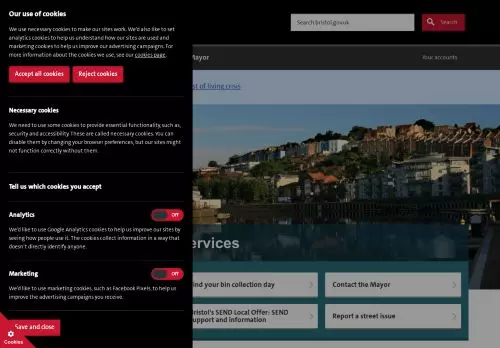 Our use of cookies
We use necessary cookies to make our sites work. We'd also like to set
analytics cookies to help us understand how our sites are used and
marketing cookies to help us improve our advertising campaigns. For
more information about the cookies we use, see our cookies page.
Accept all cookies
Reject cookies
Necessary cookies
We need to use some cookies to provide essential functionality, such as,
security and accessibility. These are called necessary cookies. You can
disable them by changing your browser preferences, but our sites might
not function correctly without them.
Tell us which cookies you accept
Analytics
Off
We'd like to use Google Analytics cookies to help us improve our sites by
seeing how people use it. The cookies collect information in a way that
doesn't directly identify anyone.
Marketing
Off
We'd like to use marketing cookies, such as Facebook Pixels, to help us
improve the advertising campaigns you receive.
Save and close
Cookies
Search bristol.gov.uk
Search
Mayor
Your accounts
st of living crisis
ervices
ind your bin collection day
Contact the Mayor
Bristol's SEND Local Offer: SEND
support and information
Report a street issue